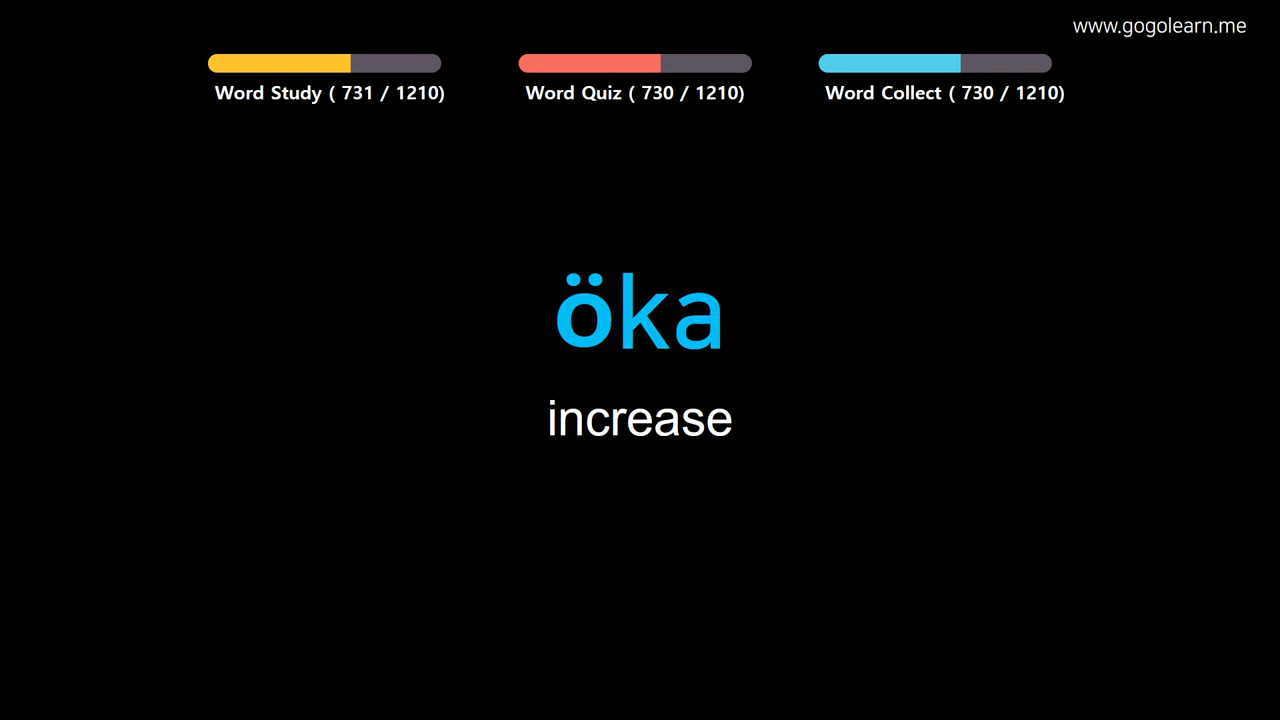 www.gogolearn.me
Word Study ( 731 / 1210)
Word Quiz ( 730 / 1210)
Word Collect ( 730 / 1210)
öka
increase